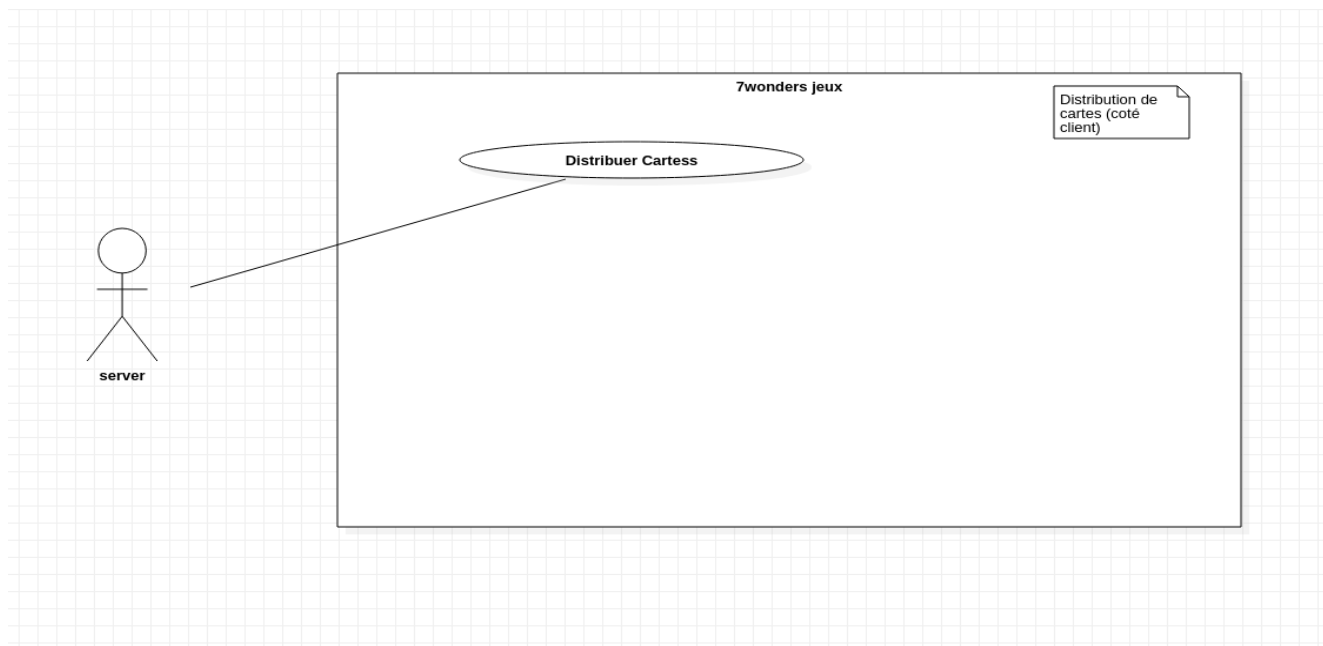 7wonders jeux
Distribution de
cartes (coté
client)
Distribuer Cartess
server